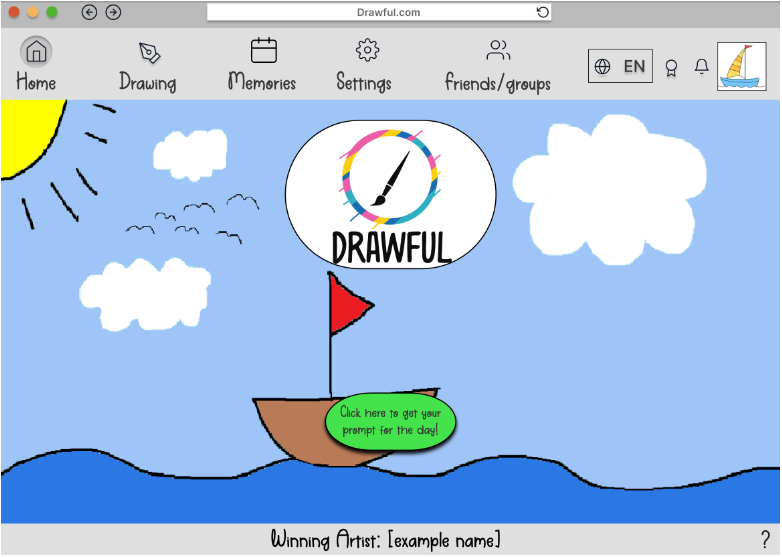 Drawful.com
Home
Drawing
Memories
Settings
friends/groups
EN
DRAWFUL
Click here to get your
prompt for the day!
Winning Artist: [example name]
?